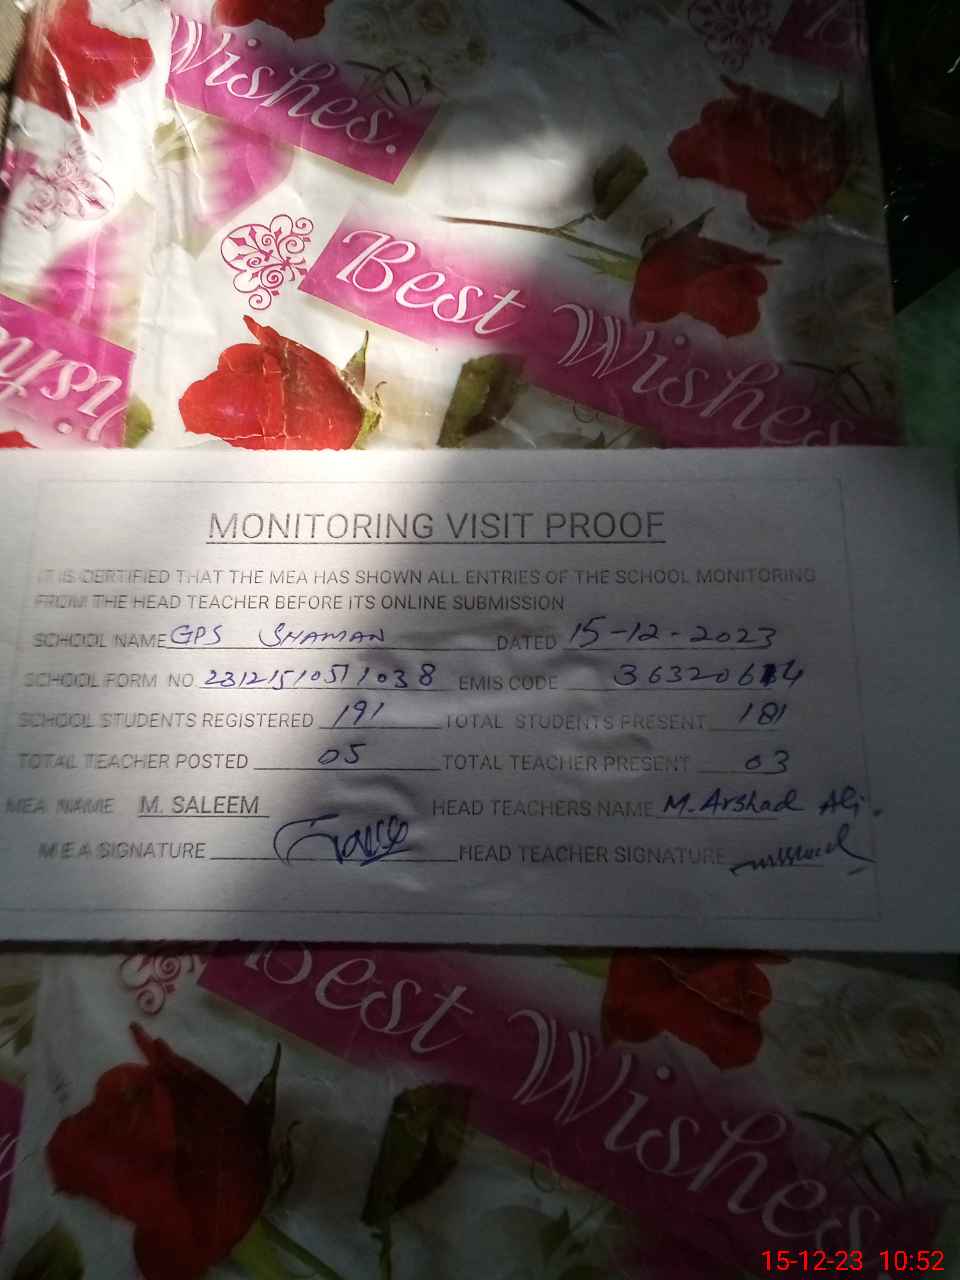 Wishes.
Best Wishes
MONITORING VISIT PROOF
IT IS CERTIFIED THAT THE MEA HAS SHOWN ALL ENTRIES OF THE SCHOOL MONITORING
FROM THE HEAD TEACHER BEFORE ITS ONLINE SUBMISSION
SCHOOL NAME GPS SHAMAN DATED 15-12-2023
SCHOOL FORM NO 23121510511038 EMIS CODE
SCHOOL STUDENTS REGISTERED 191 TOTAL STUDENTS PRESENT 181
TOTAL TEACHER POSTED 05 TOTAL TEACHER PRESENT 03
MEA NAME M. SALEEM HEAD TEACHERS NAME M. Arshad Ali.
MEA SIGNATURE HEAD TEACHER SIGNATURE
Best Wishes
15-12-23 10:52